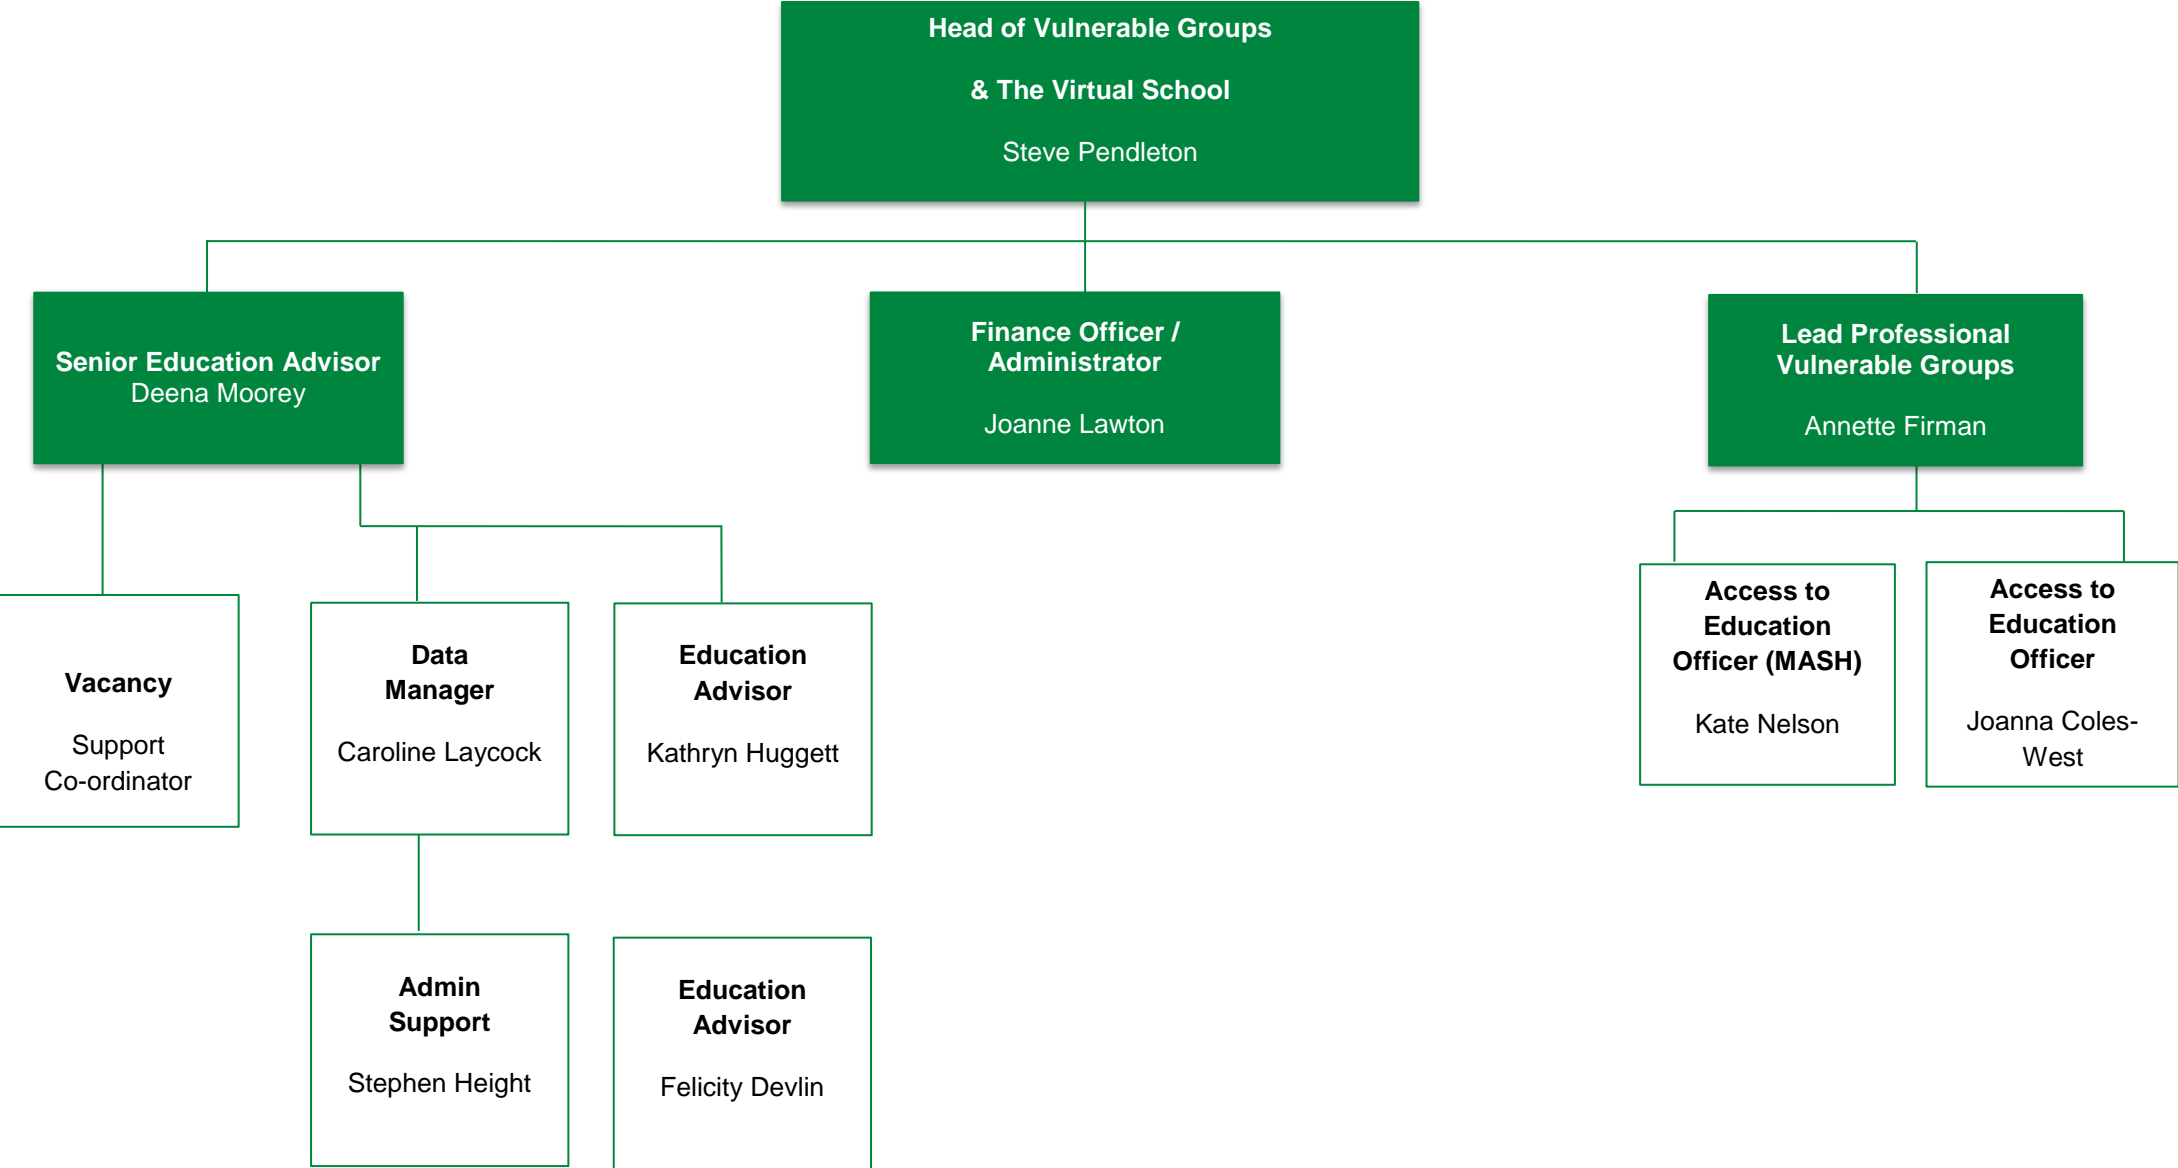 Head of Vulnerable Groups
& The Virtual School
Steve Pendleton
Senior Education Advisor
Deena Moorey
Finance Officer /
Administrator
Joanne Lawton
Lead Professional
Vulnerable Groups
Annette Firman
Vacancy
Support
Co-ordinator
Data
Manager
Caroline Laycock
Education
Advisor
Kathryn Huggett
Access to
Education
Officer (MASH)
Kate Nelson
Access to
Education
Officer
Joanna Coles-
West
Admin
Support
Stephen Height
Education
Advisor
Felicity Devlin